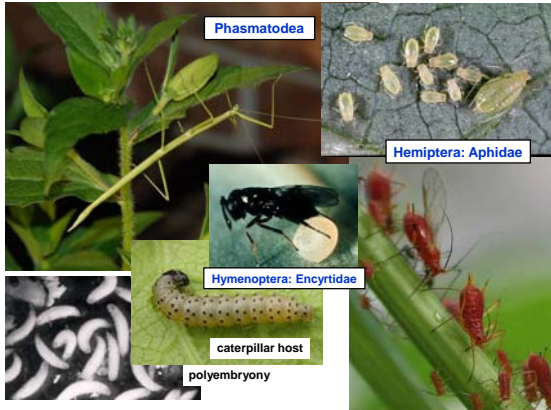 Phasmatodea
Hemiptera: Aphidae
Hymenoptera: Encyrtidae
caterpillar host
polyembryony